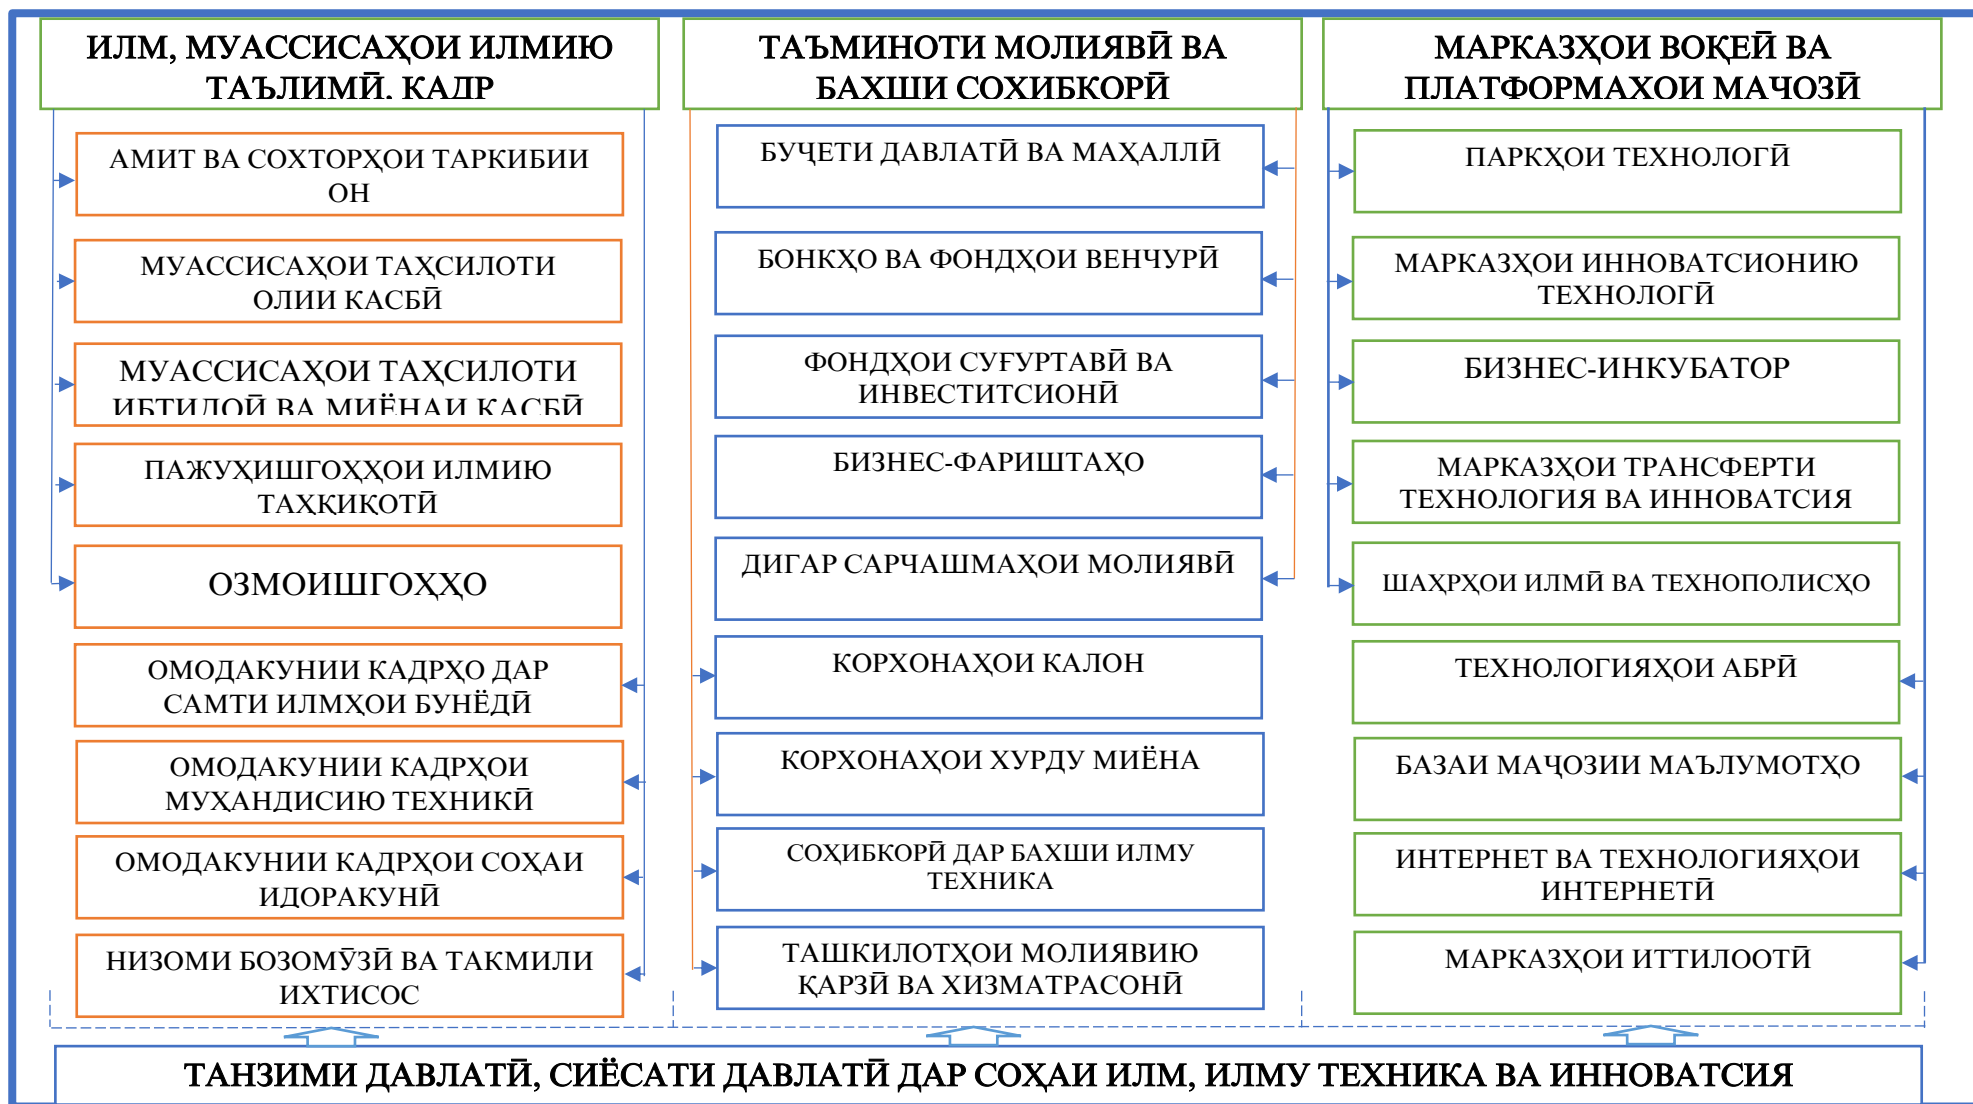 ИЛМ, МУАССИСАҲОИ ИЛМИЮ
ТАЪЛИМӢ, КАДР
АМИТ ВА СОХТОРҲОИ ТАРКИБИИ
ОН
МУАССИСАҲОИ ТАҲСИЛОТИ
ОЛИИ КАСБӢ
МУАССИСАҲОИ ТАҲСИЛОТИ
ИБТИДОӢ ВА МИЁНАИ КАСБӢ
ПАЖУҲИШГОҲҲОИ ИЛМИЮ
ТАҲҚИҚОТӢ
ОЗМОИШГОҲҲО
ОМОДАКУНИИ КАДРҲО ДАР
САМТИ ИЛМҲОИ БУНЁДӢ
ОМОДАКУНИИ КАДРҲОИ
МУҲАНДИСИЮ ТЕХНИКӢ
ОМОДАКУНИИ КАДРҲОИ СОҲАИ
ИДОРАКУНӢ
НИЗОМИ БОЗОМӮЗӢ ВА ТАКМИЛИ
ИХТИСОС
ТАЪМИНОТИ МОЛИЯВӢ ВА
БАХШИ СОҲИБКОРӢ
БУҶЕТИ ДАВЛАТӢ ВА МАҲАЛЛӢ
БОНКҲО ВА ФОНДҲОИ ВЕНЧУРӢ
ФОНДҲОИ СУҒУРТАВӢ ВА
ИНВЕСТИТСИОНӢ
БИЗНЕС-ФАРИШТАҲО
ДИГАР САРЧАШМАҲОИ МОЛИЯВӢ
КОРХОНАҲОИ КАЛОН
КОРХОНАҲОИ ХУРДУ МИЁНА
СОҲИБКОРӢ ДАР БАХШИ ИЛМУ
ТЕХНИКА
ТАШКИЛОТҲОИ МОЛИЯВИЮ
ҚАРЗӢ ВА ХИЗМАТРАСОНӢ
МАРКАЗҲОИ ВОҚЕӢ ВА
ПЛАТФОРМАҲОИ МАҶОЗӢ
ПАРКҲОИ ТЕХНОЛОГӢ
МАРКАЗҲОИ ИННОВАТСИОНИЮ
ТЕХНОЛОГӢ
БИЗНЕС-ИНКУБАТОР
МАРКАЗҲОИ ТРАНСФЕРТИ
ТЕХНОЛОГИЯ ВА ИННОВАТСИЯ
ШАҲРҲОИ ИЛМӢ ВА ТЕХНОПОЛИСҲО
ТЕХНОЛОГИЯҲОИ АБРӢ
БАЗАИ МАҶОЗИИ МАЪЛУМОТҲО
ИНТЕРНЕТ ВА ТЕХНОЛОГИЯҲОИ
ИНТЕРНЕТӢ
МАРКАЗҲОИ ИТТИЛООТӢ
ТАНЗИМИ ДАВЛАТӢ, СИЁСАТИ ДАВЛАТӢ ДАР СОҲАИ ИЛМ, ИЛМУ ТЕХНИКА ВА ИННОВАТСИЯ